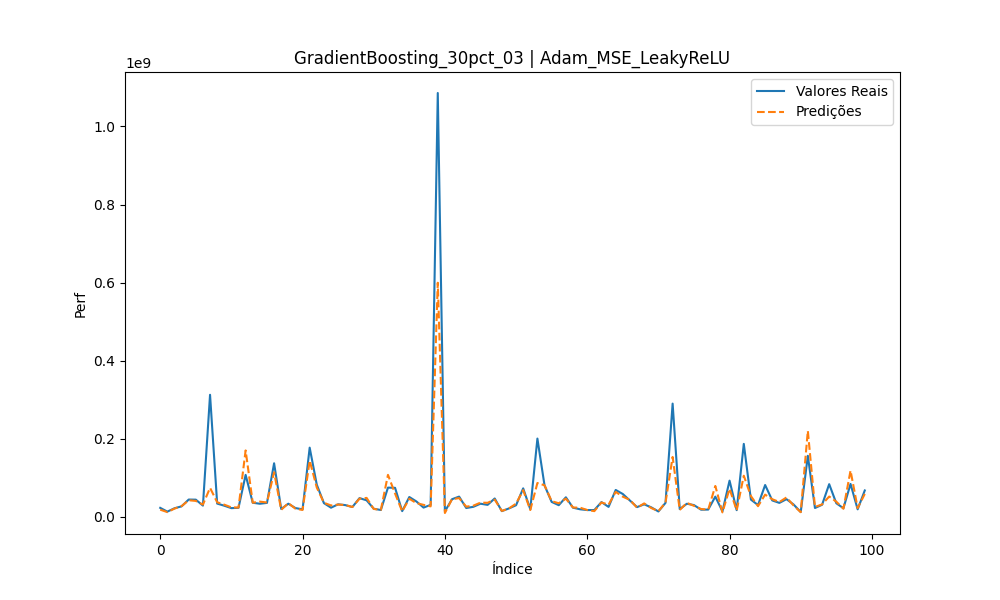 GradientBoosting_30pct_03 | Adam_MSE_LeakyReLU
1e9
Valores Reais
Predições
1.0
0.8
0.6
0.4
0.2
0.0
Perf
0 20 40 60 80 100
Índice